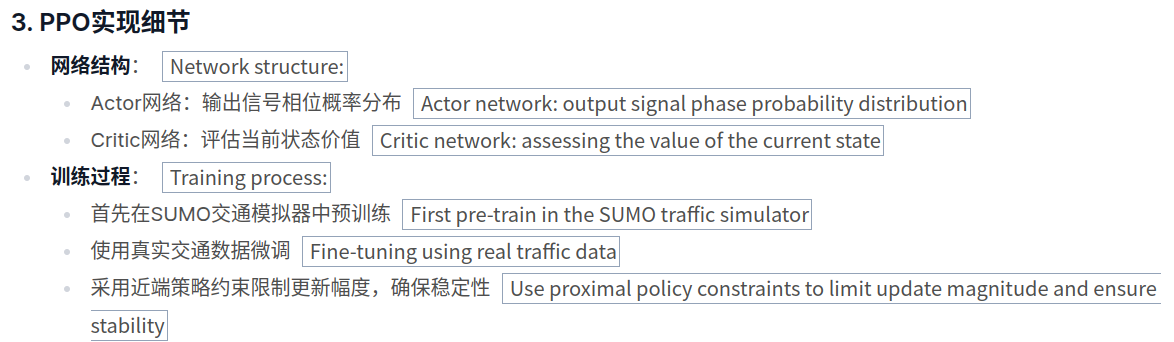 3. PPO实现细节
网络结构： Network structure:
Actor网络：输出信号相位概率分布 Actor network: output signal phase probability distribution
Critic网络：评估当前状态价值 Critic network: assessing the value of the current state
训练过程： Training process:
首先在SUMO交通模拟器中预训练 First pre-train in the SUMO traffic simulator
使用真实交通数据微调 Fine-tuning using real traffic data
采用近端策略约束限制更新幅度，确保稳定性 Use proximal policy constraints to limit update magnitude and ensure
stability